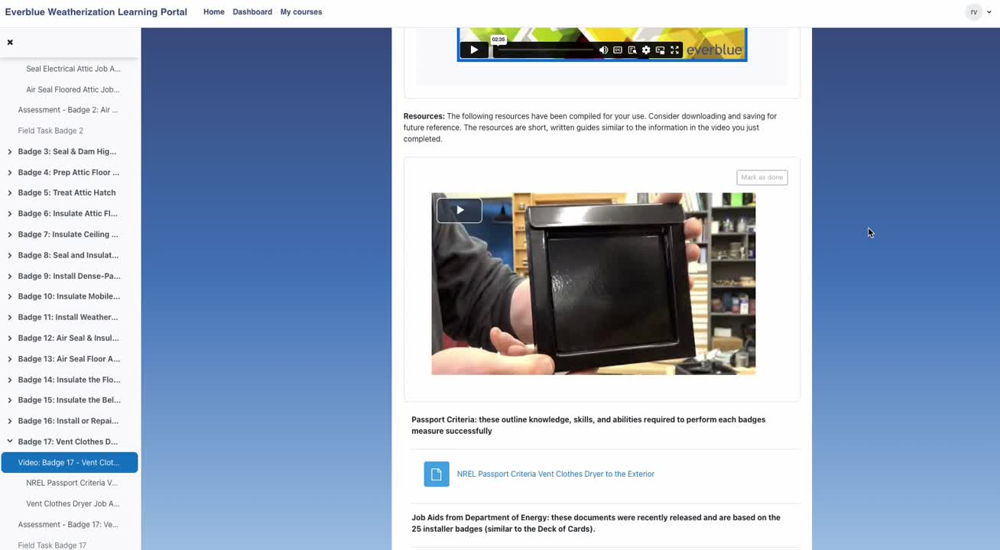 Everblue Weatherization Learning Portal
Home
Dashboard
My courses
rv
Seal Electrical Attic Job A...
Air Seal Floored Attic Job...
Assessment - Badge 2: Air ...
Field Task Badge 2
Badge 3: Seal & Dam Hig...
Badge 4: Prep Attic Floor ...
Badge 5: Treat Attic Hatch
Badge 6: Insulate Attic Fl...
Badge 7: Insulate Ceiling ...
Badge 8: Seal and Insulat...
Badge 9: Install Dense-Pa...
Badge 10: Insulate Mobile...
Badge 11: Install Weather...
Badge 12: Air Seal & Insul...
Badge 13: Air Seal Floor A...
Badge 14: Insulate the Flo...
Badge 15: Insulate the Bel...
Badge 16: Install or Repai...
Badge 17: Vent Clothes D...
Video: Badge 17 - Vent Clot...
NREL Passport Criteria V...
Vent Clothes Dryer Job A...
Assessment - Badge 17: Ve...
Field Task Badge 17
02:35
CC
everblue
Resources: The following resources have been compiled for your use. Consider downloading and saving for
future reference. The resources are short, written guides similar to the information in the video you just
completed.
Mark as done
Passport Criteria: these outline knowledge, skills, and abilities required to perform each badges
measure successfully
NREL Passport Criteria Vent Clothes Dryer to the Exterior
Job Aids from Department of Energy: these documents were recently released and are based on the
25 installer badges (similar to the Deck of Cards).